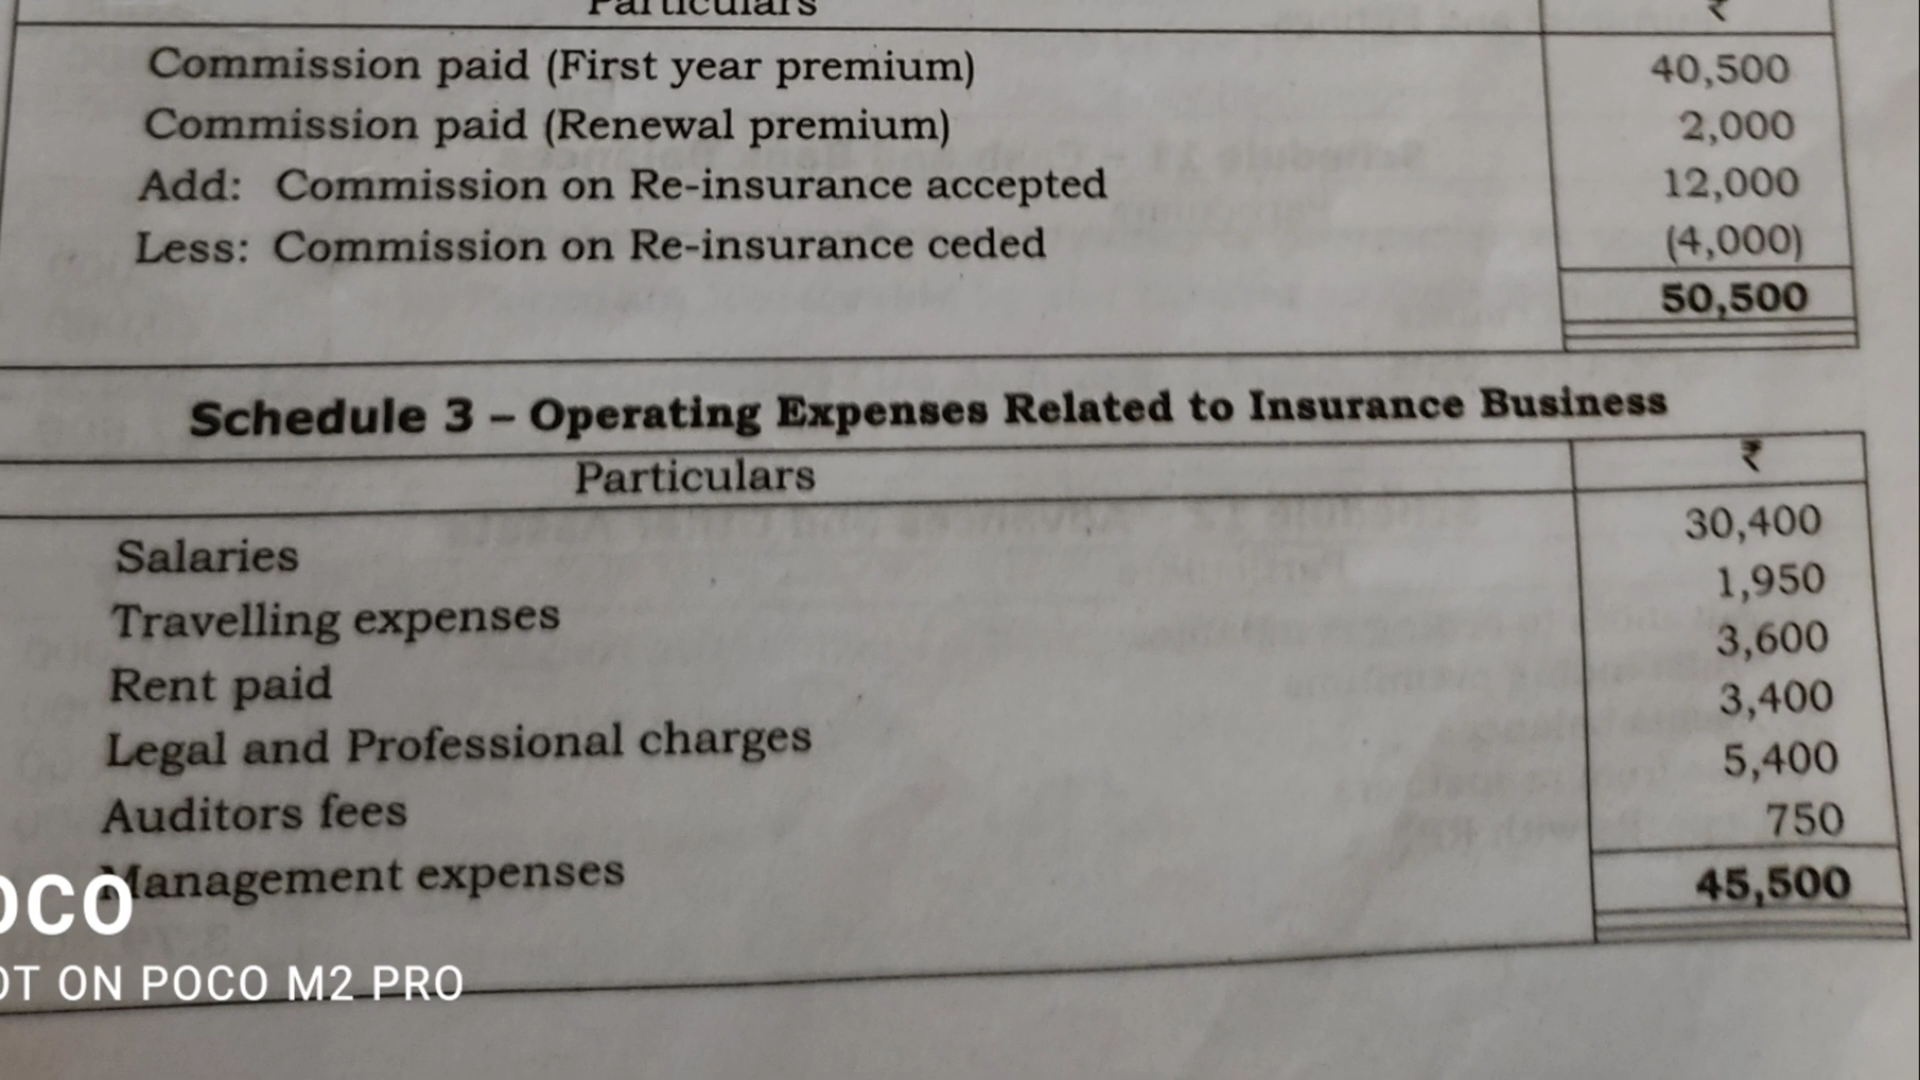 Particulars ₹
Commission paid (First year premium) 40,500
Commission paid (Renewal premium) 2,000
Add: Commission on Re-insurance accepted 12,000
Less: Commission on Re-insurance ceded (4,000)
50,500
Schedule 3 – Operating Expenses Related to Insurance Business
Particulars ₹
Salaries 30,400
Travelling expenses 1,950
Rent paid 3,600
Legal and Professional charges 3,400
Auditors fees 5,400
Management expenses 750
45,500
OCO
OT ON POCO M2 PRO